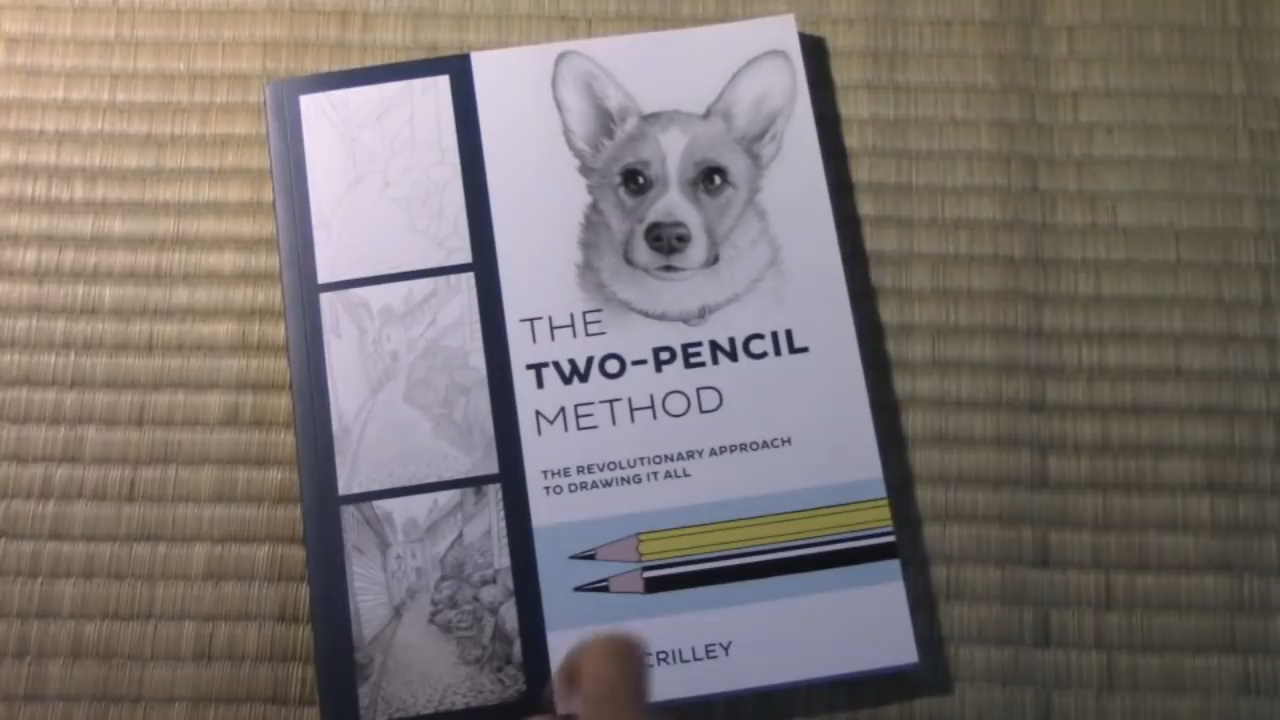 THE
TWO-PENCIL
METHOD
THE REVOLUTIONARY APPROACH
TO DRAWING IT ALL
CRILLEY